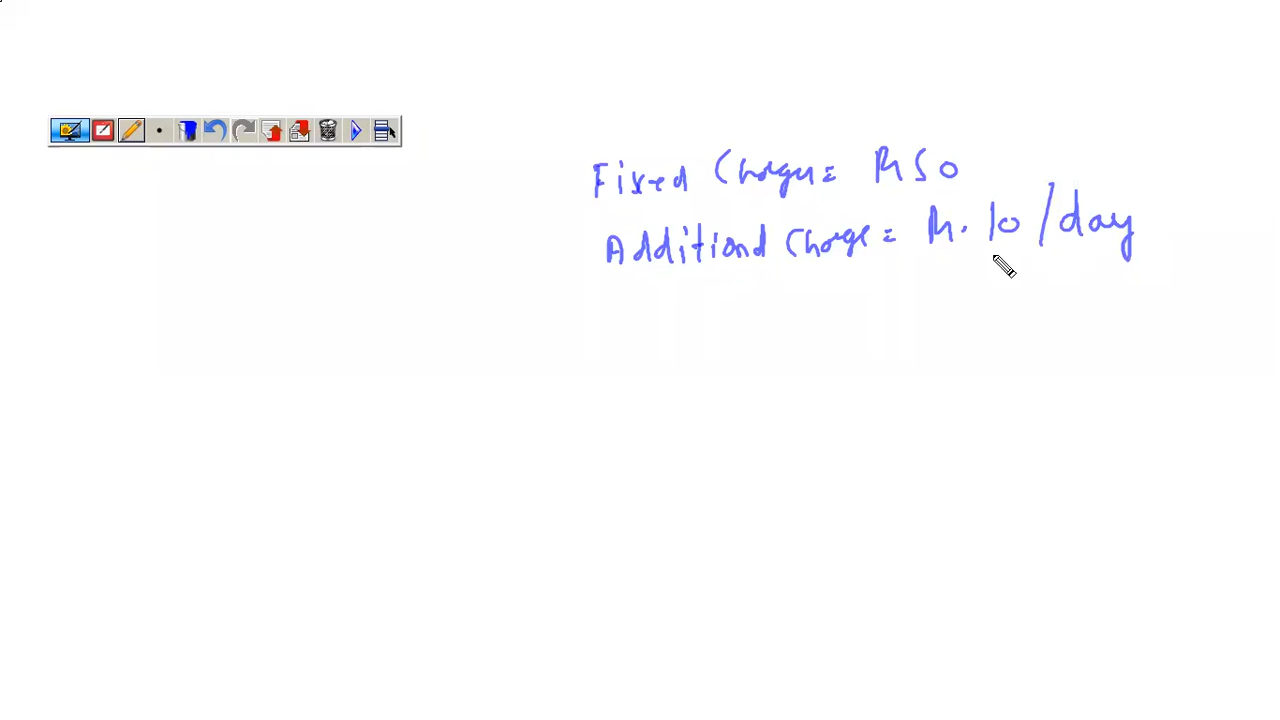 Fixed Charge = Rs 50
Additional Charge = Rs. 10 / day